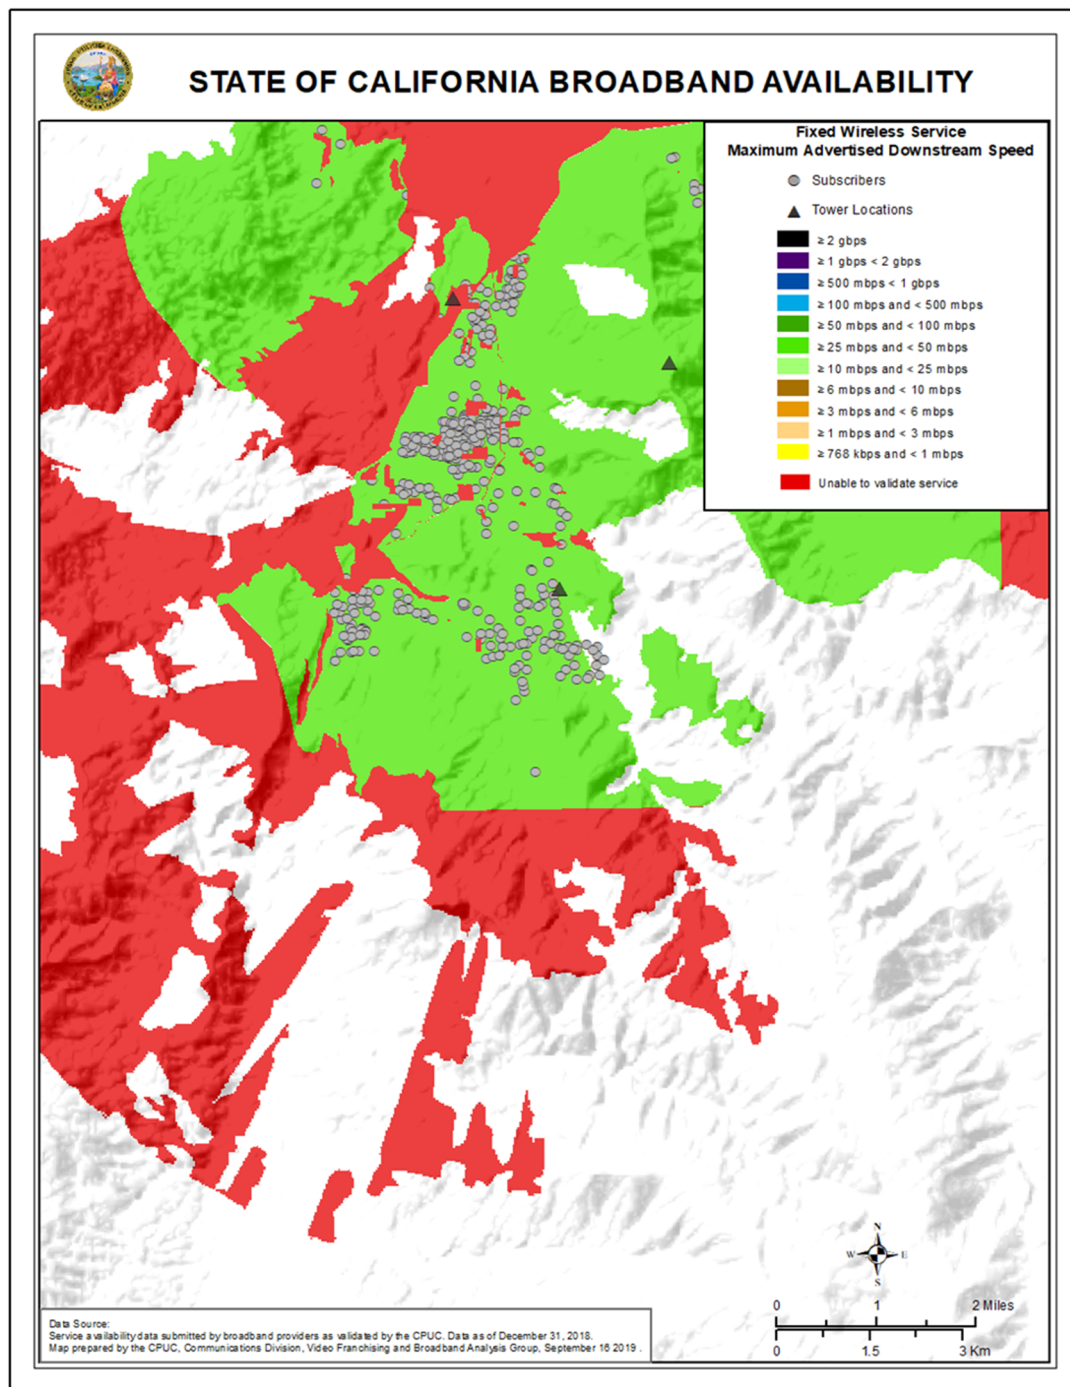 STATE OF CALIFORNIA BROADBAND AVAILABILITY
Fixed Wireless Service
Maximum Advertised Downstream Speed
Subscribers
Tower Locations
≥ 2 gbps
≥ 1 gbps < 2 gbps
≥ 500 mbps < 1 gbps
≥ 100 mbps and < 500 mbps
≥ 50 mbps and < 100 mbps
≥ 25 mbps and < 50 mbps
≥ 10 mbps and < 25 mbps
≥ 6 mbps and < 10 mbps
≥ 3 mbps and < 6 mbps
≥ 1 mbps and < 3 mbps
≥ 768 kbps and < 1 mbps
Unable to validate service
N
W E
S
0 1 2 Miles
0 1.5 3 Km
Data Source:
Service availability data submitted by broadband providers as validated by the CPUC. Data as of December 31, 2018.
Map prepared by the CPUC, Communications Division, Video Franchising and Broadband Analysis Group, September 16 2019 .